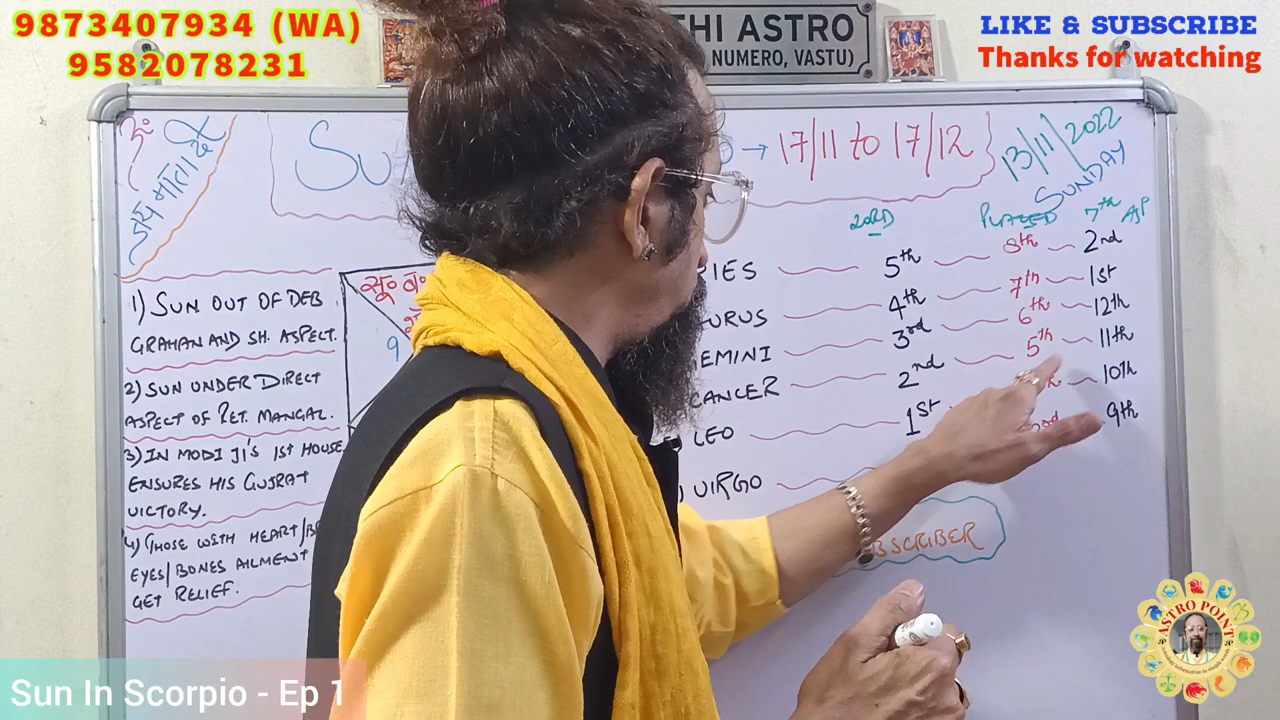 9873407934 (WA)
9582078231
HI ASTRO
NUMERO, VASTU)
LIKE & SUBSCRIBE
Thanks for watching
जय माता दी
→ 17/11 to 17/12
13/11/2022
SUNDAY
LORD PLACED 7th ASP
1) SUN OUT OF DEB
GRAHAN AND SH. ASPECT.
2) SUN UNDER DIRECT
ASPECT OF RET. MANGAL.
3) IN MODI JI'S 1ST HOUSE
ENSURES HIS GUJRAT
VICTORY.
4) THOSE WITH HEART/B
EYES/BONES AILMENT
GET RELIEF.
सू॰ बु॰
9
RIES 5th 8th 2nd
URUS 4th 7th 1st
EMINI 3rd 6th 12th
CANCER 2nd 5th 11th
LEO 1ST 10th
) VIRGO 9th
BSCRIBER
ASTRO POINT
Sun In Scorpio - Ep 1